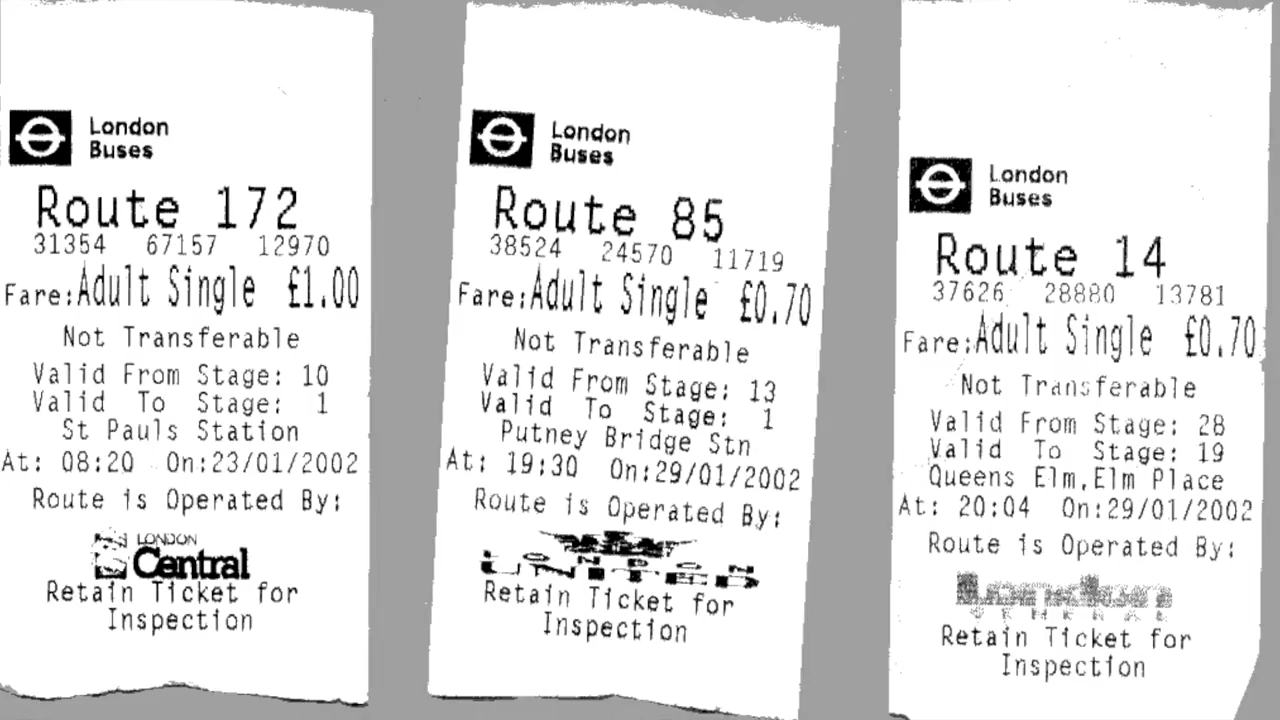 London
Buses
Route 172
31354 67157 12970
Fare:Adult Single £1.00
Not Transferable
Valid From Stage: 10
Valid To Stage: 1
St Pauls Station
At: 08:20 On:23/01/2002
Route is Operated By:
LONDON
Central
Retain Ticket for
Inspection
London
Buses
Route 85
38524 24570 11719
Fare:Adult Single £0.70
Not Transferable
Valid From Stage: 13
Valid To Stage: 1
Putney Bridge Stn
At: 19:30 On:29/01/2002
Route is Operated By:
LONDON
UNITED
Retain Ticket for
Inspection
London
Buses
Route 14
37626 28880 13781
Fare:Adult Single £0.70
Not Transferable
Valid From Stage: 28
Valid To Stage: 19
Queens Elm,Elm Place
At: 20:04 On:29/01/2002
Route is Operated By:
London
GENERAL
Retain Ticket for
Inspection